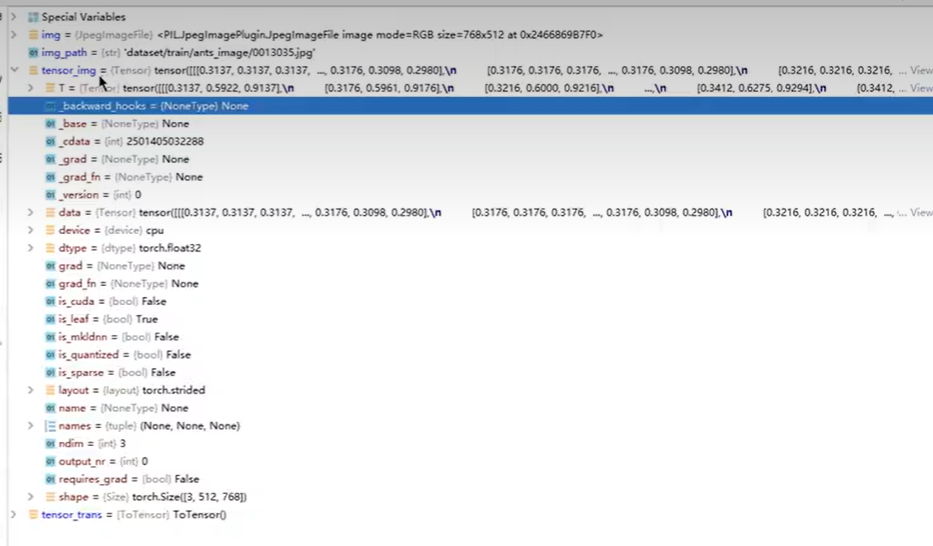 Special Variables
img = {JpegImageFile} <PIL.JpegImagePlugin.JpegImageFile image mode=RGB size=768x512 at 0x2466869B7F0>
img_path = {str} 'dataset/train/ants_image/0013035.jpg'
tensor_img = {Tensor} tensor([[[0.3137, 0.3137, 0.3137, ..., 0.3176, 0.3098, 0.2980],\n [0.3176, 0.3176, 0.3176, ..., 0.3176, 0.3098, 0.2980],\n [0.3216, 0.3216, 0.3216, ... View
T = {Tensor} tensor([[[0.3137, 0.5922, 0.9137],\n [0.3176, 0.5961, 0.9176],\n [0.3216, 0.6000, 0.9216],\n ...,\n [0.3412, 0.6275, 0.9294],\n [0.3412, ... View
_backward_hooks = {NoneType} None
_base = {NoneType} None
_cdata = {int} 2501405032288
_grad = {NoneType} None
_grad_fn = {NoneType} None
_version = {int} 0
data = {Tensor} tensor([[[0.3137, 0.3137, 0.3137, ..., 0.3176, 0.3098, 0.2980],\n [0.3176, 0.3176, 0.3176, ..., 0.3176, 0.3098, 0.2980],\n [0.3216, 0.3216, 0.3216, ..., ... View
device = {device} cpu
dtype = {dtype} torch.float32
grad = {NoneType} None
grad_fn = {NoneType} None
is_cuda = {bool} False
is_leaf = {bool} True
is_mkldnn = {bool} False
is_quantized = {bool} False
is_sparse = {bool} False
layout = {layout} torch.strided
name = {NoneType} None
names = {tuple} (None, None, None)
ndim = {int} 3
output_nr = {int} 0
requires_grad = {bool} False
shape = {Size} torch.Size([3, 512, 768])
tensor_trans = {ToTensor} ToTensor()